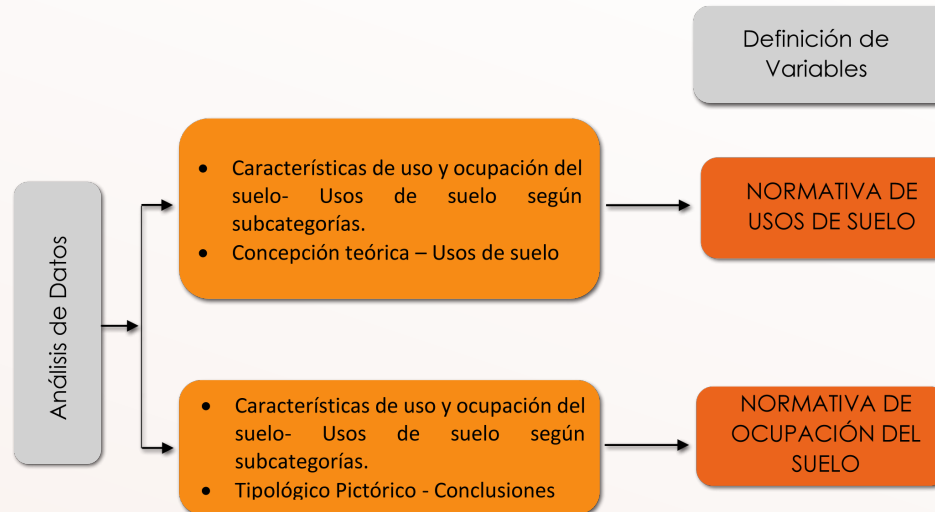 Definición de
Variables
• Características de uso y ocupación del
suelo- Usos de suelo según
subcategorías.
• Concepción teórica – Usos de suelo
NORMATIVA DE
USOS DE SUELO
Análisis de Datos
• Características de uso y ocupación del
suelo- Usos de suelo según
subcategorías.
• Tipológico Pictórico - Conclusiones
NORMATIVA DE
OCUPACIÓN DEL
SUELO